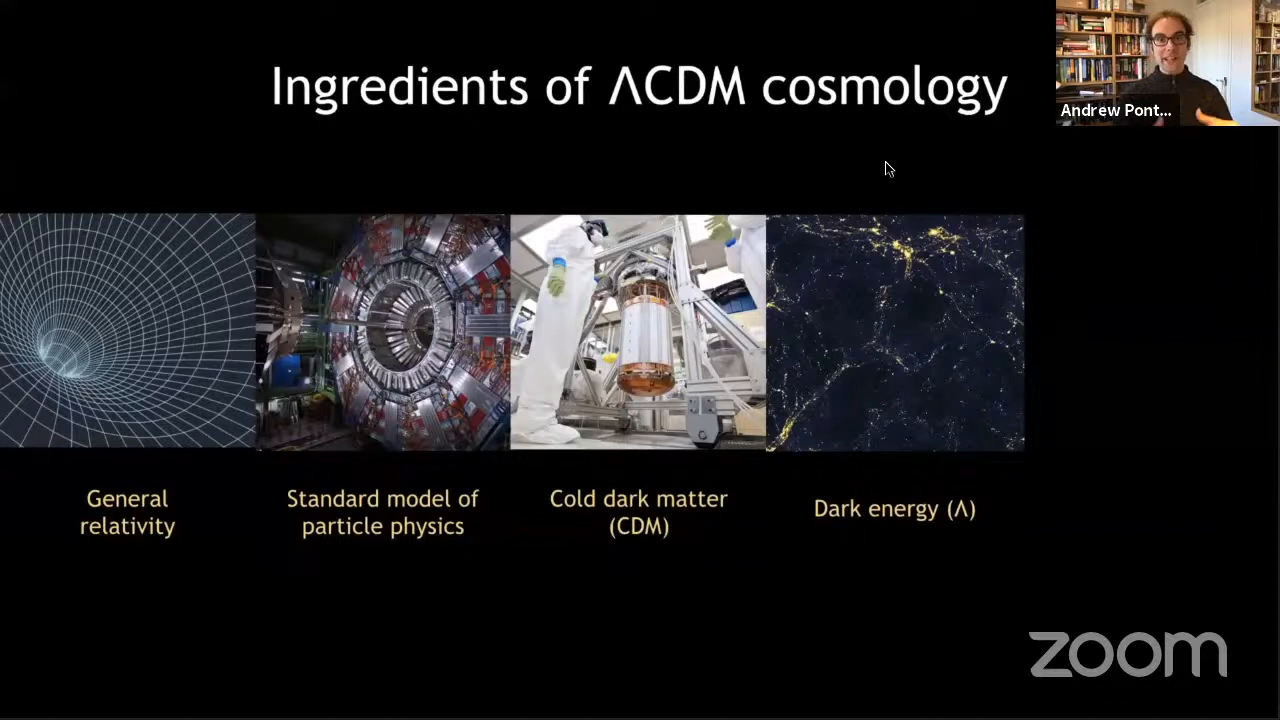 Ingredients of ΛCDM cosmology
Andrew Pont...
General
relativity
Standard model of
particle physics
Cold dark matter
(CDM)
Dark energy (Λ)
zoom